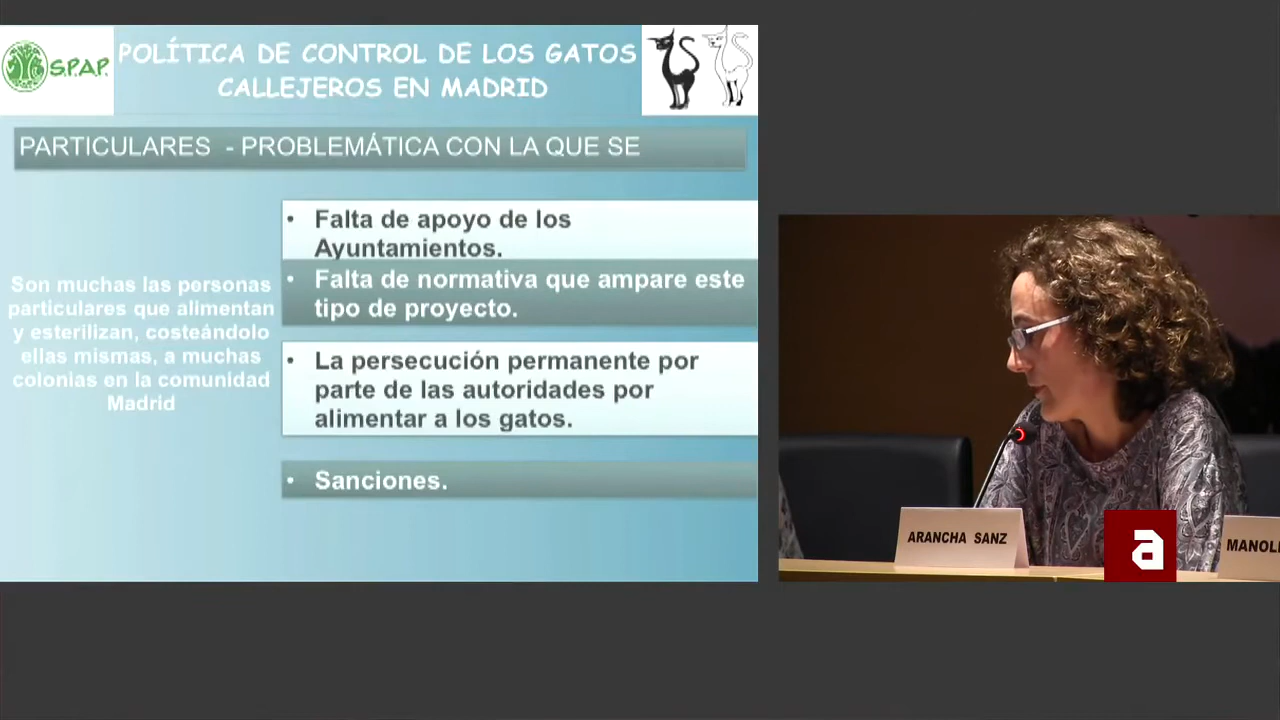 S.P.A.P.
POLÍTICA DE CONTROL DE LOS GATOS
CALLEJEROS EN MADRID
PARTICULARES - PROBLEMÁTICA CON LA QUE SE
Son muchas las personas
particulares que alimentan
y esterilizan, costeándolo
ellas mismas, a muchas
colonias en la comunidad
Madrid
• Falta de apoyo de los
Ayuntamientos.
• Falta de normativa que ampare este
tipo de proyecto.
• La persecución permanente por
parte de las autoridades por
alimentar a los gatos.
• Sanciones.
ARANCHA SANZ
a